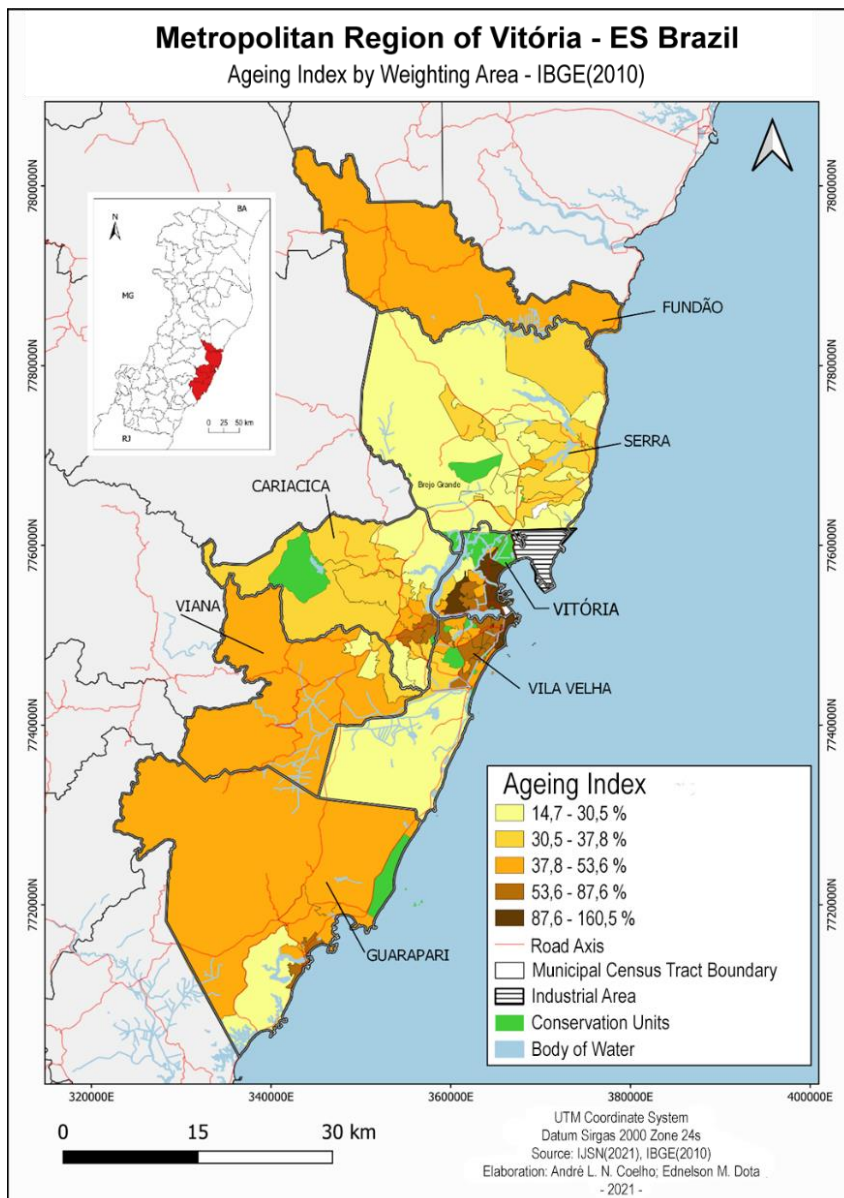 Metropolitan Region of Vitória - ES Brazil
Ageing Index by Weighting Area - IBGE(2010)
7800000N
7780000N
7760000N
7740000N
7720000N
7800000N
7780000N
7760000N
7740000N
7720000N
N
BA
MG
RJ
0 25 50 km
FUNDÃO
SERRA
Brejo Grande
CARIACICA
VIANA
VITÓRIA
VILA VELHA
GUARAPARI
Ageing Index
14,7 - 30,5 %
30,5 - 37,8 %
37,8 - 53,6 %
53,6 - 87,6 %
87,6 - 160,5 %
Road Axis
Municipal Census Tract Boundary
Industrial Area
Conservation Units
Body of Water
320000E 340000E 360000E 380000E 400000E
0 15 30 km
UTM Coordinate System
Datum Sirgas 2000 Zone 24s
Source: IJSN(2021), IBGE(2010)
Elaboration: André L. N. Coelho; Ednelson M. Dota
- 2021 -